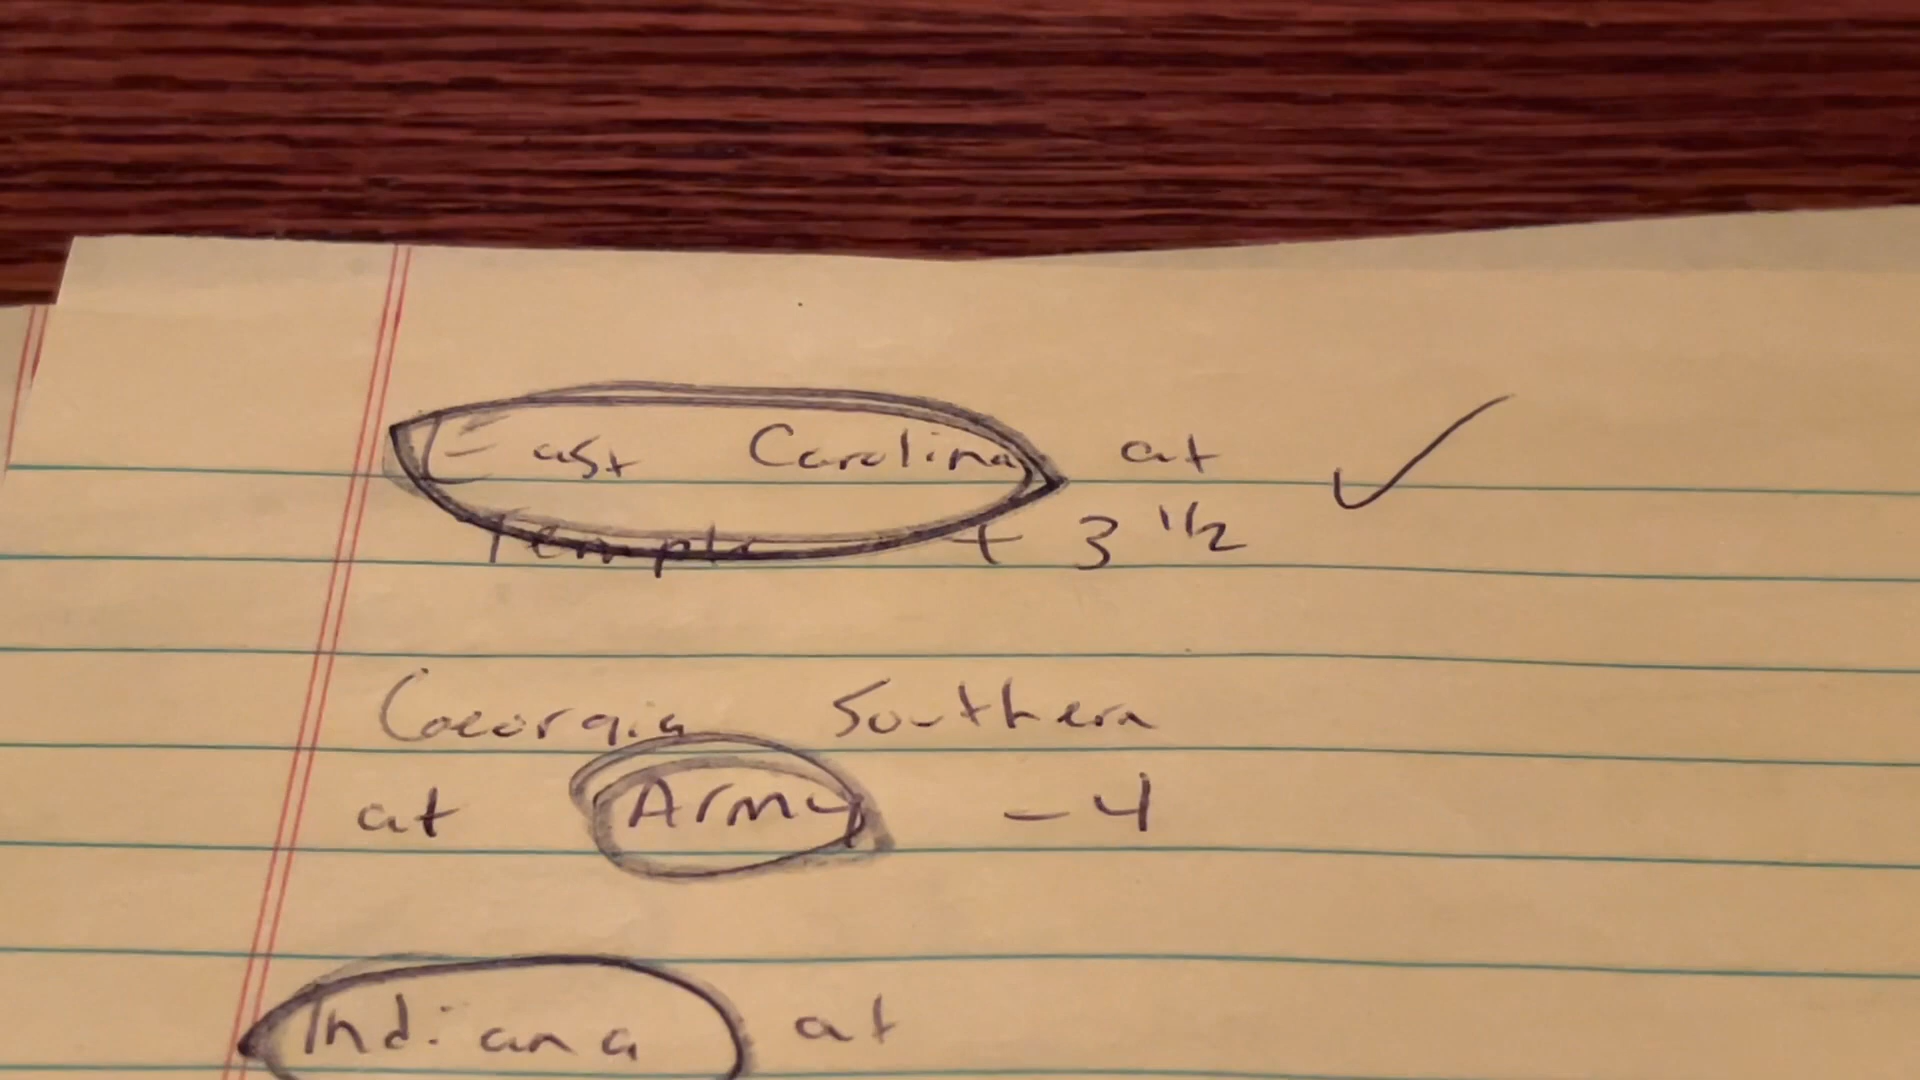 East Carolina at
Temple + 3 1/2
Georgia Southern
at Army - 4
Indiana at